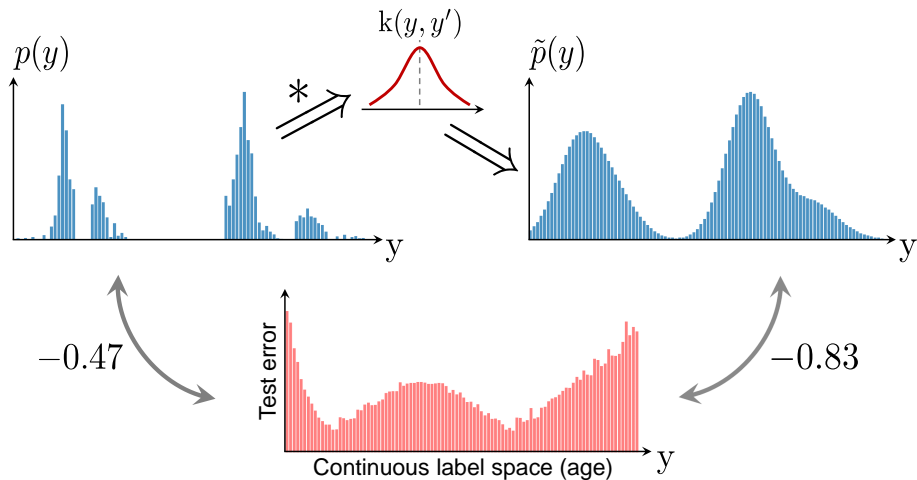 k(y, y′)
p(y)
p̃(y)
*
y
y
−0.47
−0.83
Test error
y
Continuous label space (age)